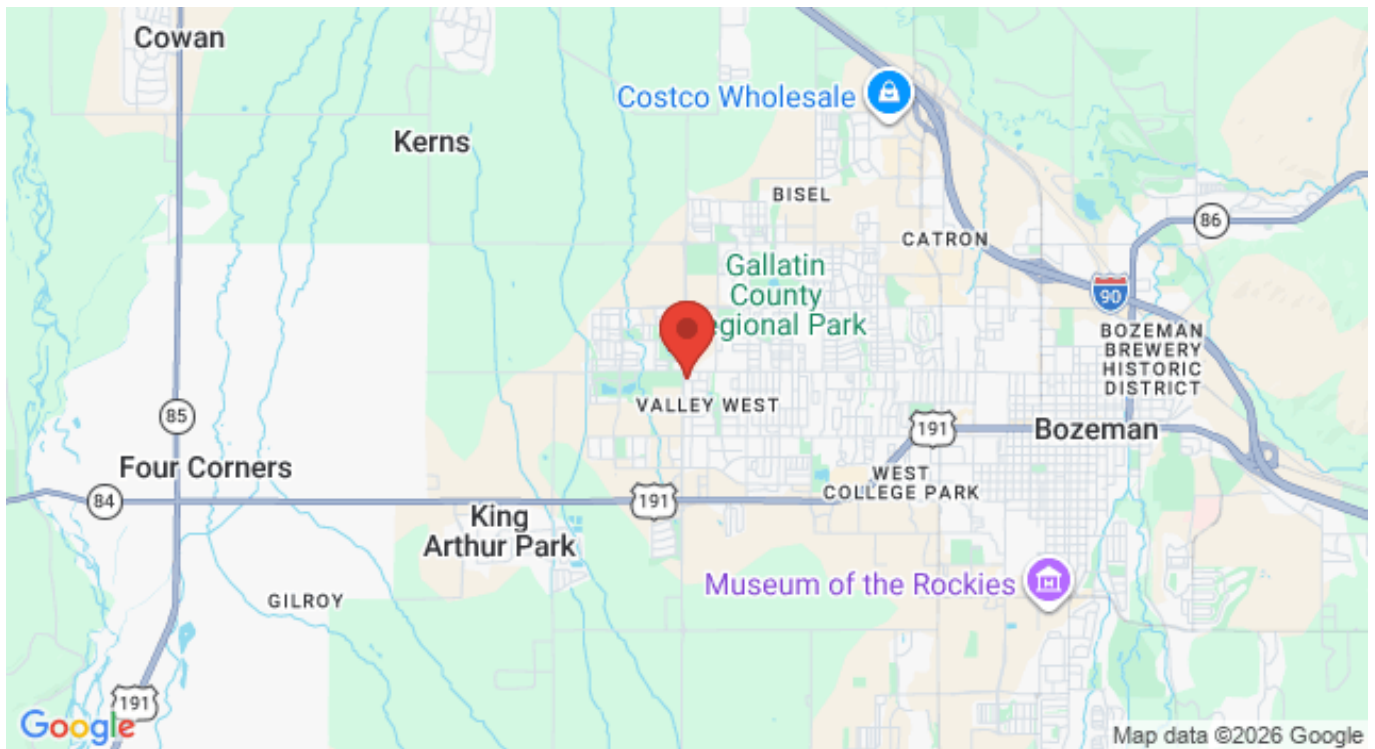 Cowan
Costco Wholesale
Kerns
BISEL
86
CATRON
Gallatin
County
egional Park
90
BOZEMAN
BREWERY
HISTORIC
DISTRICT
VALLEY WEST
85
191
Bozeman
Four Corners
WEST
COLLEGE PARK
84
191
King
Arthur Park
Museum of the Rockies
GILROY
191
Google
Map data ©2026 Google